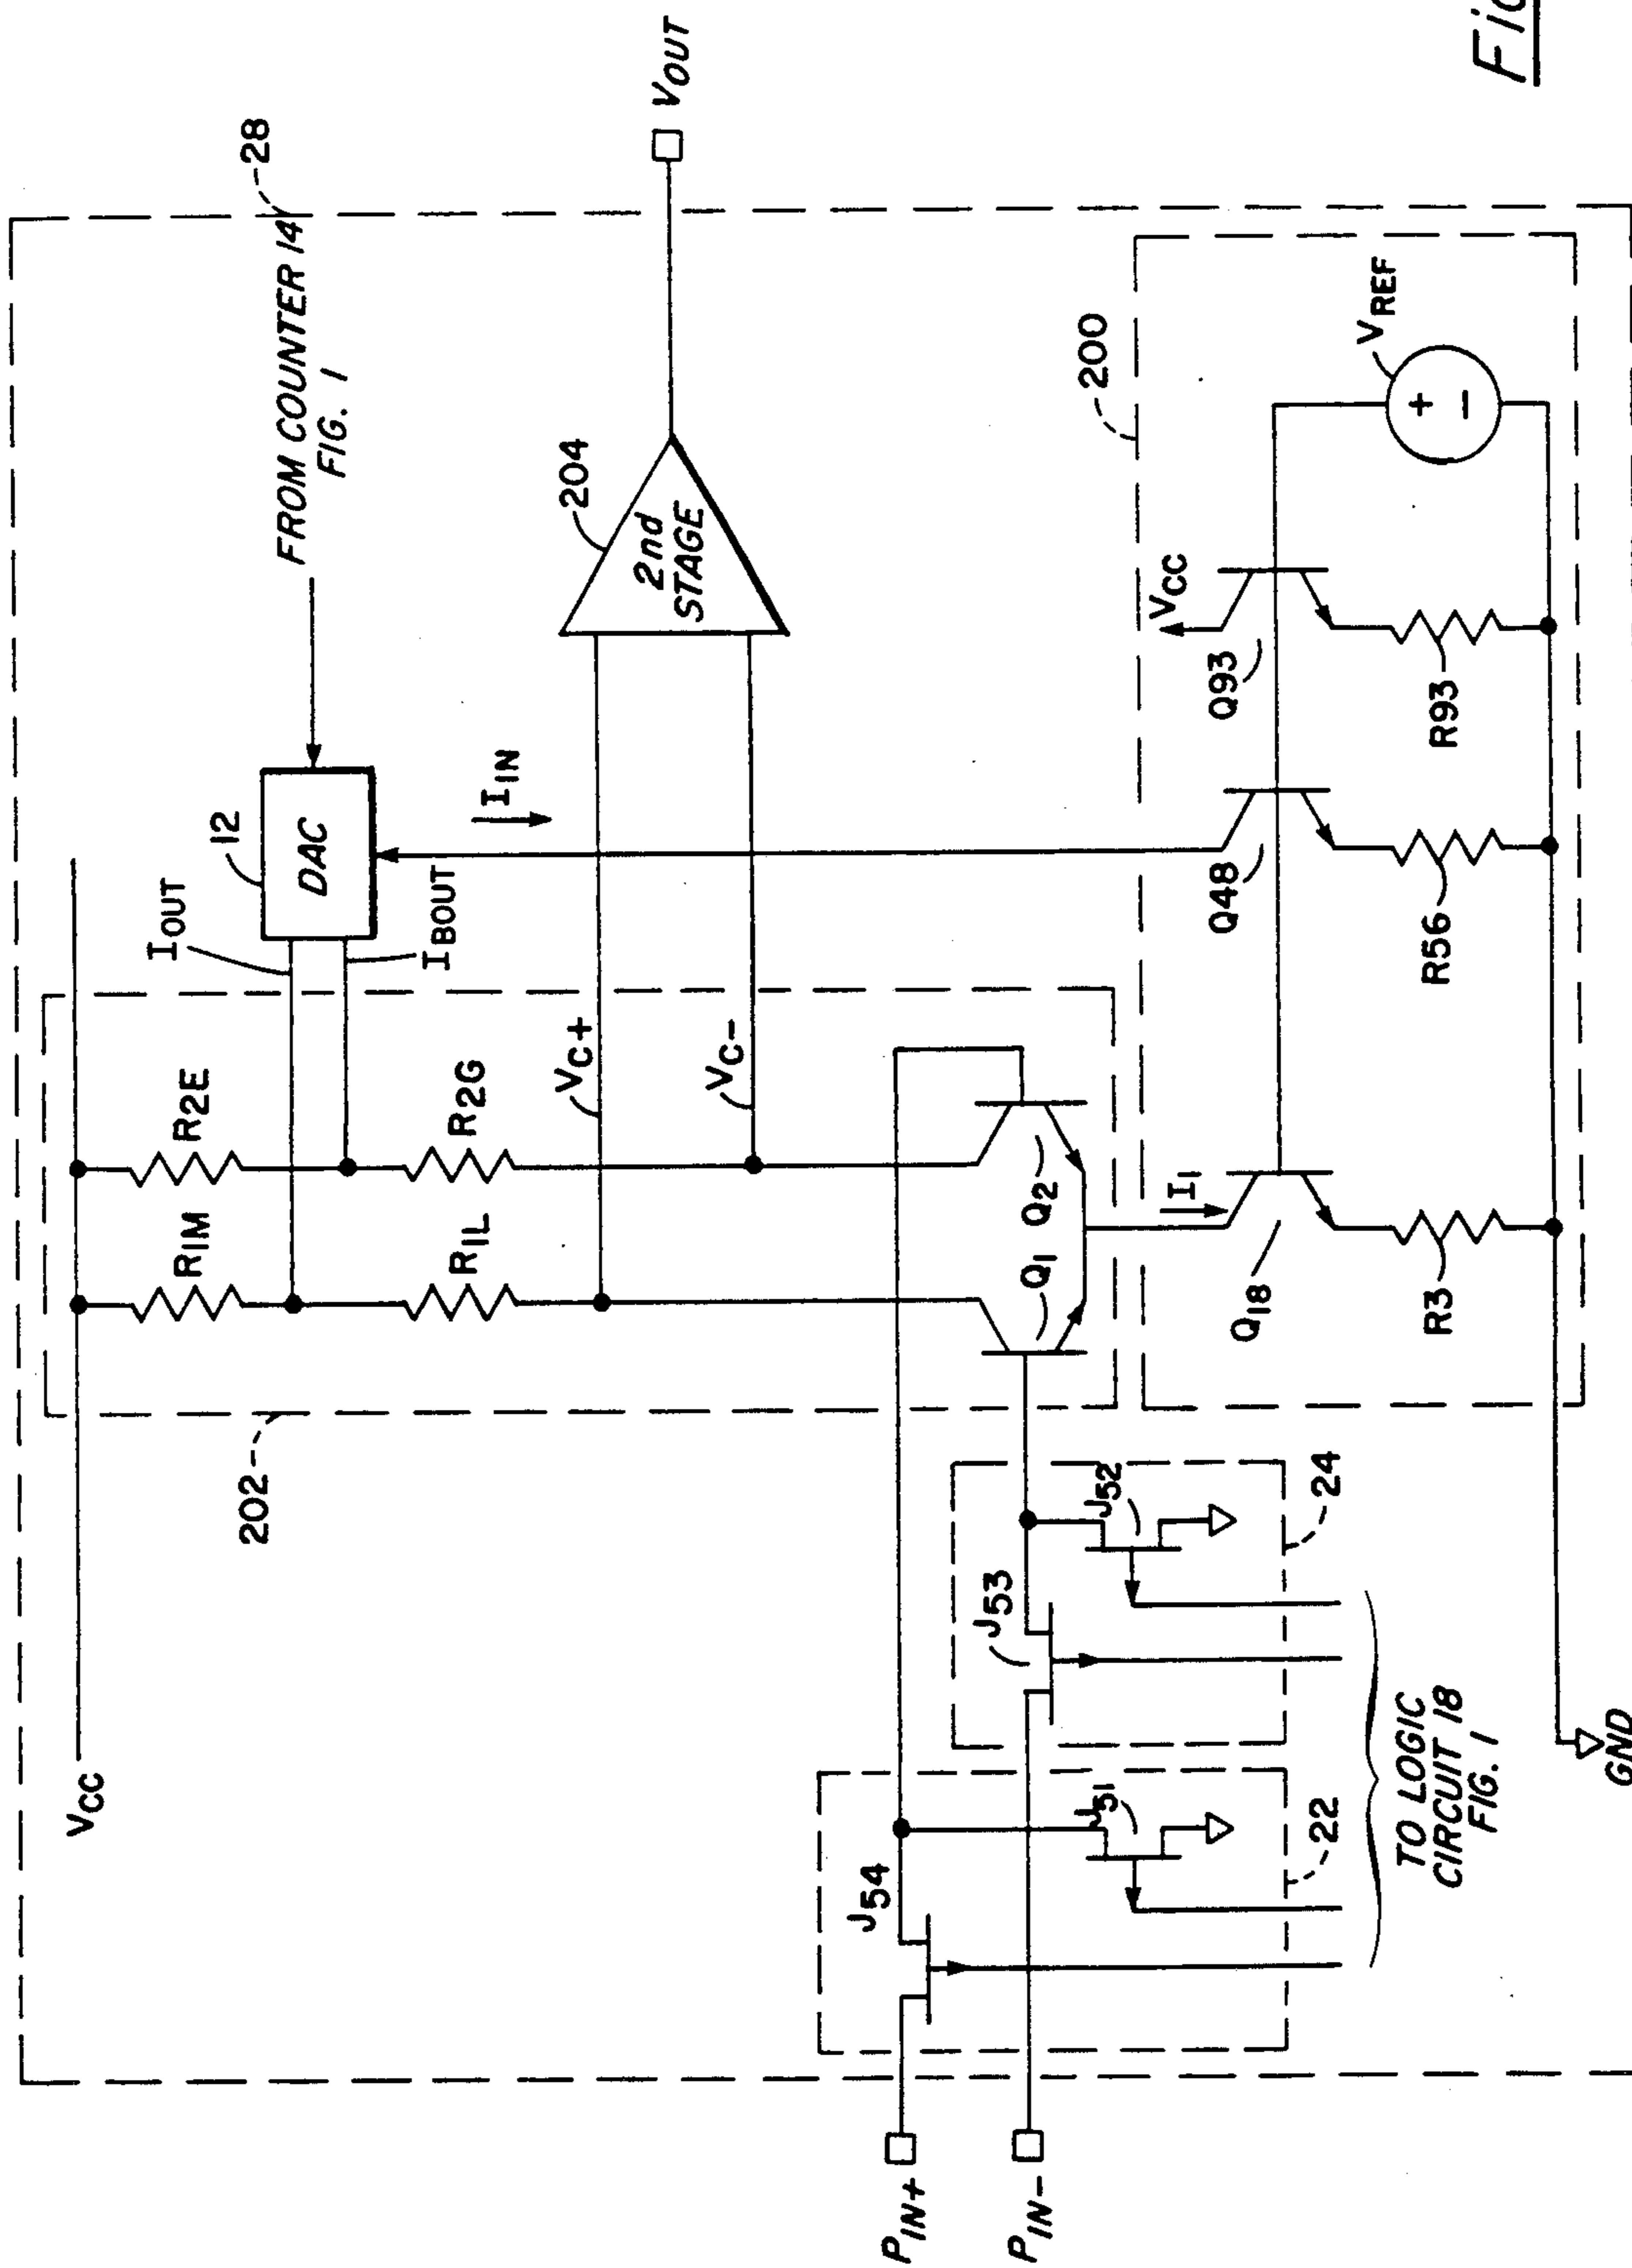 VCC
R1M
R2E
IOUT
12
DAC
FROM COUNTER 14
FIG. 1
28
IBOUT
IIN
R1L
R2G
202
VC+
VC-
204
2nd
STAGE
VOUT
J54
J53
J52
J51
Q1
Q2
I1
PIN+
PIN-
22
24
TO LOGIC
CIRCUIT 18
FIG. 1
200
VCC
Q18
Q48
Q93
VREF
+
-
R3
R56
R93
GND